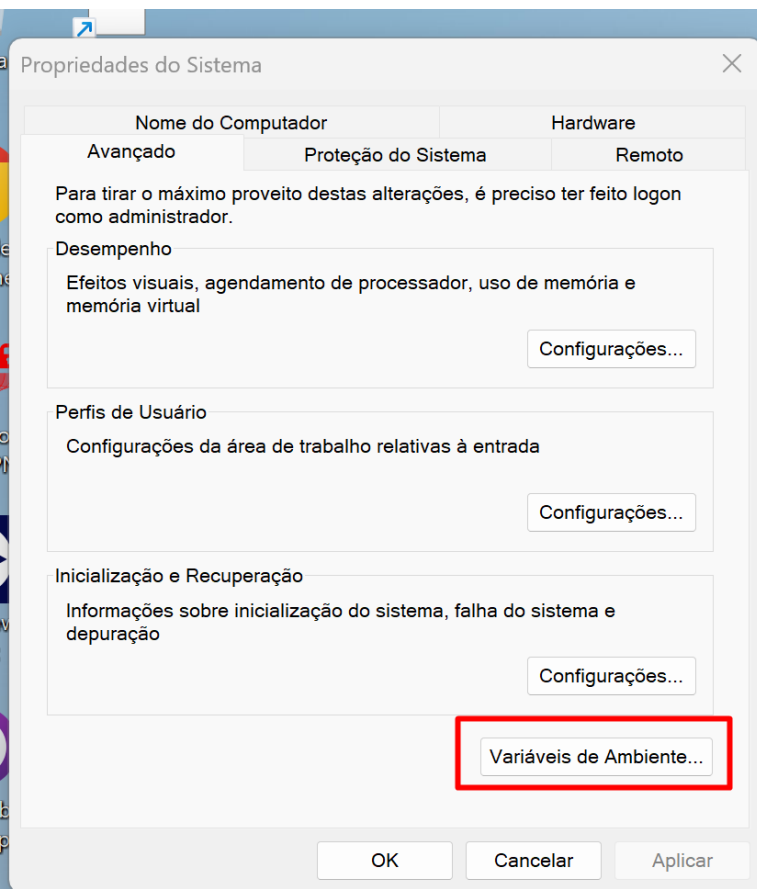 Propriedades do Sistema
Nome do Computador
Hardware
Avançado
Proteção do Sistema
Remoto
Para tirar o máximo proveito destas alterações, é preciso ter feito logon
como administrador.
Desempenho
Efeitos visuais, agendamento de processador, uso de memória e
memória virtual
Configurações...
Perfis de Usuário
Configurações da área de trabalho relativas à entrada
Configurações...
Inicialização e Recuperação
Informações sobre inicialização do sistema, falha do sistema e
depuração
Configurações...
Variáveis de Ambiente...
OK
Cancelar
Aplicar